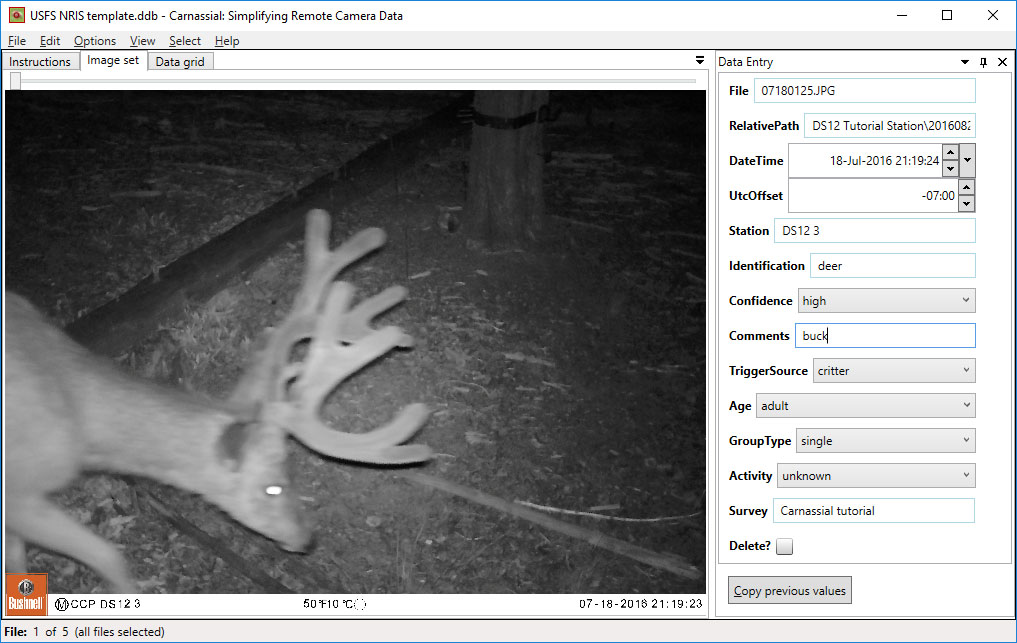 USFS NRIS template.ddb - Carnassial: Simplifying Remote Camera Data
File Edit Options View Select Help
Instructions Image set Data grid
Data Entry
File 07180125.JPG
RelativePath DS12 Tutorial Station\2016082
DateTime 18-Jul-2016 21:19:24
UtcOffset -07:00
Station DS12 3
Identification deer
Confidence high
Comments buck
TriggerSource critter
Age adult
GroupType single
Activity unknown
Survey Carnassial tutorial
Delete?
Copy previous values
Bushnell
M CCP DS12 3 50°F10°C 07-18-2016 21:19:23
File: 1 of 5 (all files selected)